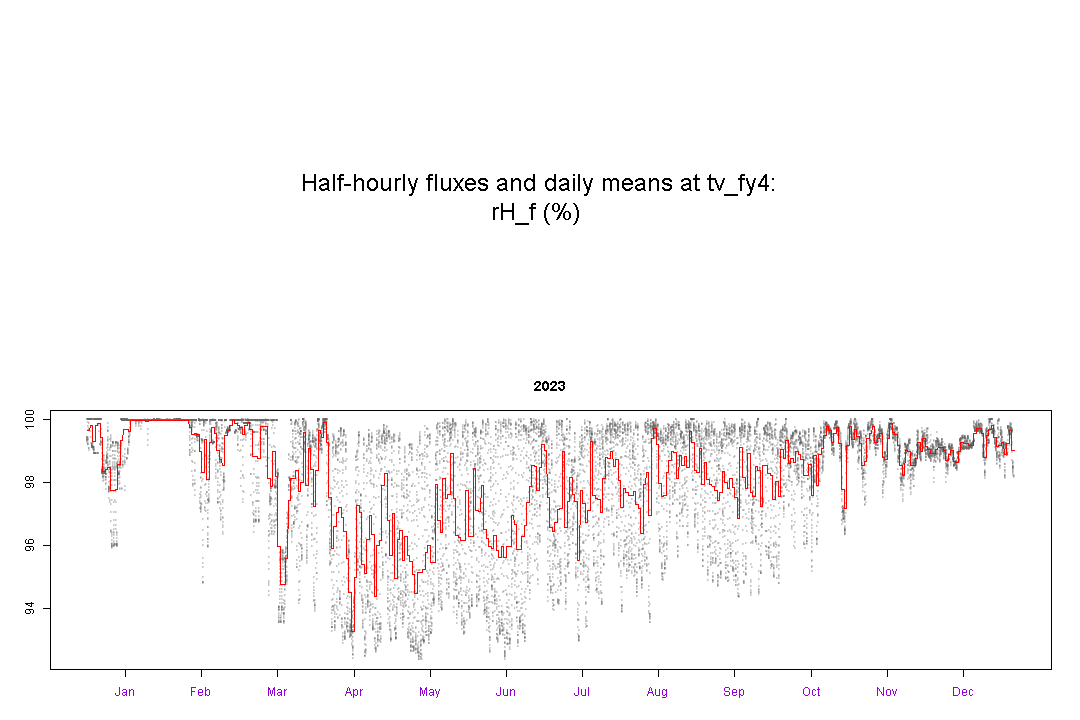 Half-hourly fluxes and daily means at tv_fy4:
rH_f (%)
2023
100
98
96
94
Jan Feb Mar Apr May Jun Jul Aug Sep Oct Nov Dec